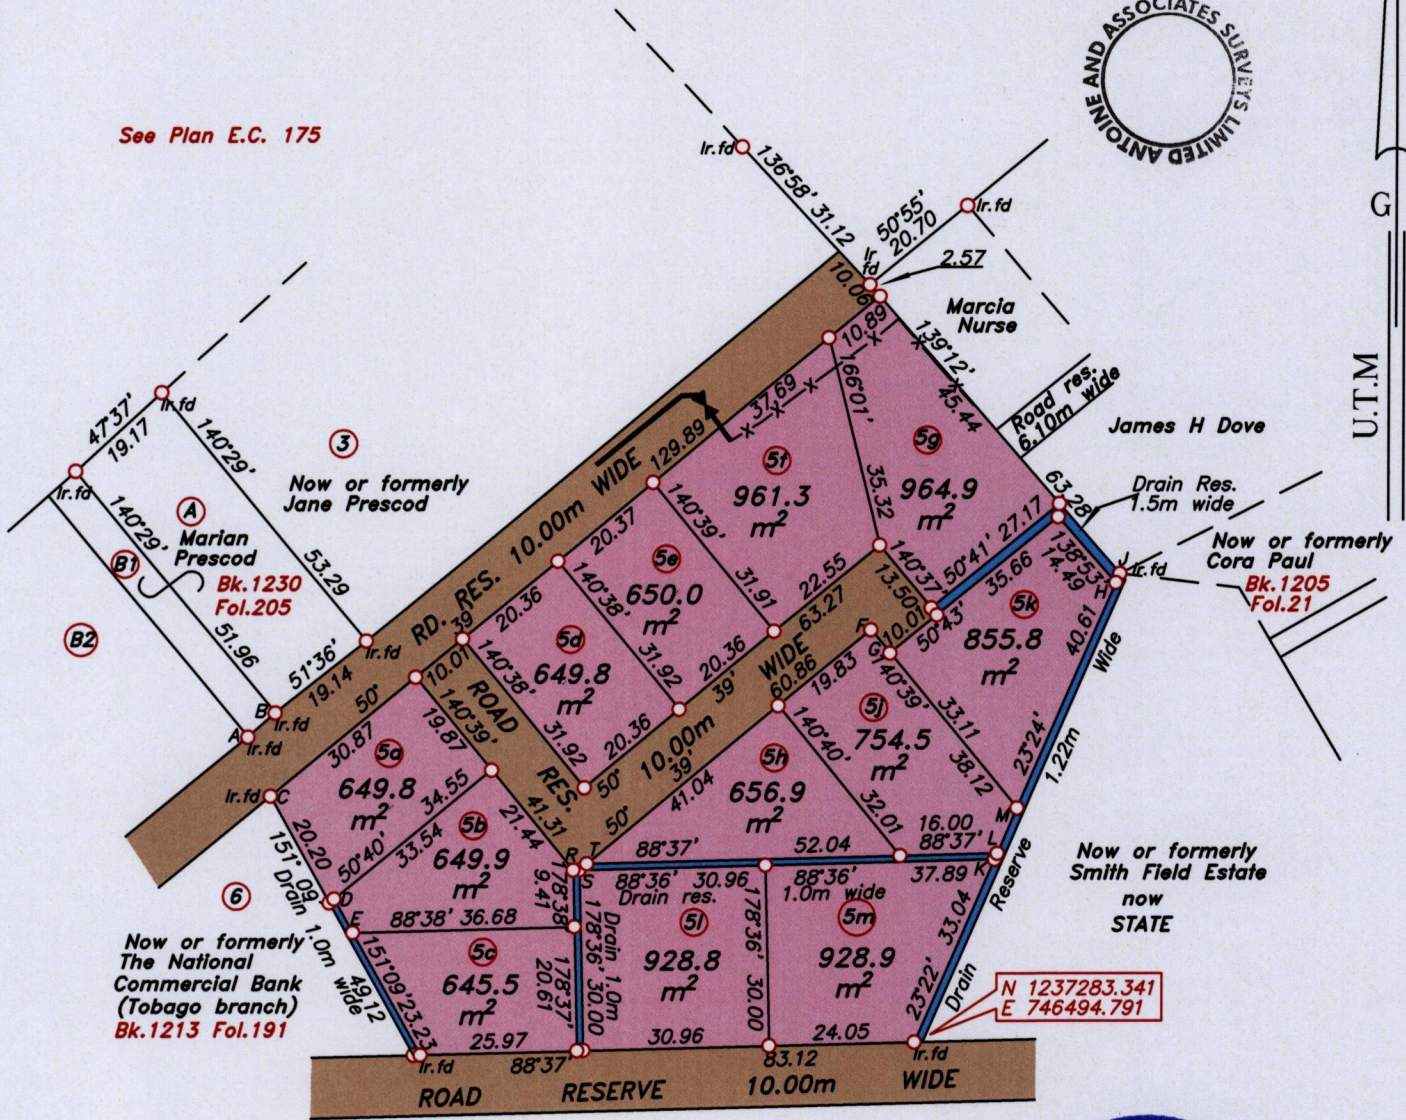 ANTOINE AND ASSOCIATES SURVEYS LIMITED
See Plan E.C. 175
Ir.fd
136°58' 31.12
50°55'
20.70
Ir.fd
Ir
fd
2.57
G
U.T.M
10.06
10.89
Marcia
Nurse
139°12'
45.44
Road res.
6.10m wide
James H Dove
63.28
Drain Res.
1.5m wide
47°37'
19.17
Ir.fd
Ir.fd
140°29'
53.29
3
Now or formerly
Jane Prescod
A
Marian
Prescod
140°29'
51.96
B1
Bk.1230
Fol.205
B2
51°36'
19.14
Ir.fd
B
Ir.fd
A
Ir.fd
RD. RES. 10.00m WIDE
129.89
50°
39'
37.69
166°01'
35.32
5g
964.9
m²
5f
961.3
m²
140°39'
31.91
22.55
20.37
5e
650.0
m²
140°38'
31.92
20.36
20.36
5d
649.8
m²
140°38'
31.92
20.36
10.01
ROAD
RES.
50°
39'
63.27
10.00m WIDE
13.50
140°37'
50°41' 27.17
35.66
50°43'
10.01
138°53'
14.49
J
Ir.fd
H
Now or formerly
Cora Paul
Bk.1205
Fol.21
5k
855.8
m²
40.61
23°24'
1.22m
Wide
F
G
140°39'
33.11
38.12
19.83
60.86
5j
754.5
m²
140°40'
32.01
16.00
M
L
K
5h
656.9
m²
50°
39'
41.04
30.87
5a
649.8
m²
140°39'
19.87
Ir.fd
C
151°09'
20.20
34.55
50°40'
33.54
5b
649.9
m²
21.44
41.31
D
E
Drain 1.0m wide
88°38' 36.68
9.41
178°38'
R
T
S
88°37'
52.04
88°37'
88°36' 30.96
88°36'
37.89
Drain res.
1.0m wide
6
Now or formerly
The National
Commercial Bank
(Tobago branch)
Bk.1213 Fol.191
151°09'23.23
49.12
5c
645.5
m²
178°37'
20.61
178°36' 30.00
Drain 1.0m
5l
928.8
m²
178°36' 30.00
5m
928.9
m²
33.04
23°22'
Drain
Reserve
Now or formerly
Smith Field Estate
now
STATE
N 1237283.341
E 746494.791
25.97
30.96
24.05
Ir.fd
88°37'
83.12
Ir.fd
ROAD RESERVE 10.00m WIDE